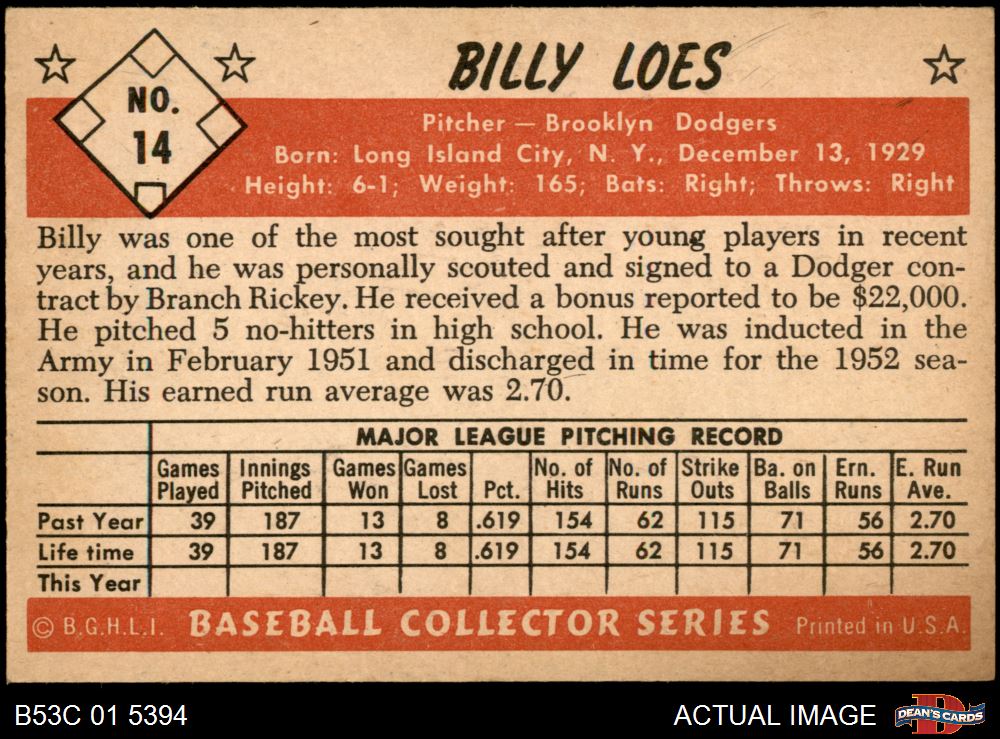 BILLY LOES
NO.
14
Pitcher — Brooklyn Dodgers
Born: Long Island City, N. Y., December 13, 1929
Height: 6-1; Weight: 165; Bats: Right; Throws: Right
Billy was one of the most sought after young players in recent
years, and he was personally scouted and signed to a Dodger con-
tract by Branch Rickey. He received a bonus reported to be $22,000.
He pitched 5 no-hitters in high school. He was inducted in the
Army in February 1951 and discharged in time for the 1952 sea-
son. His earned run average was 2.70.
MAJOR LEAGUE PITCHING RECORD
Games Innings Games Games No. of No. of Strike Ba. on Ern. E. Run
Played Pitched Won Lost Pct. Hits Runs Outs Balls Runs Ave.
Past Year 39 187 13 8 .619 154 62 115 71 56 2.70
Life time 39 187 13 8 .619 154 62 115 71 56 2.70
This Year
© B.G.H.L.I. BASEBALL COLLECTOR SERIES Printed in U.S.A.
B53C 01 5394 ACTUAL IMAGE D DEAN'S CARDS